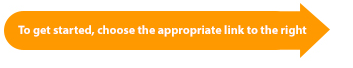 To get started, choose the appropriate link to the right